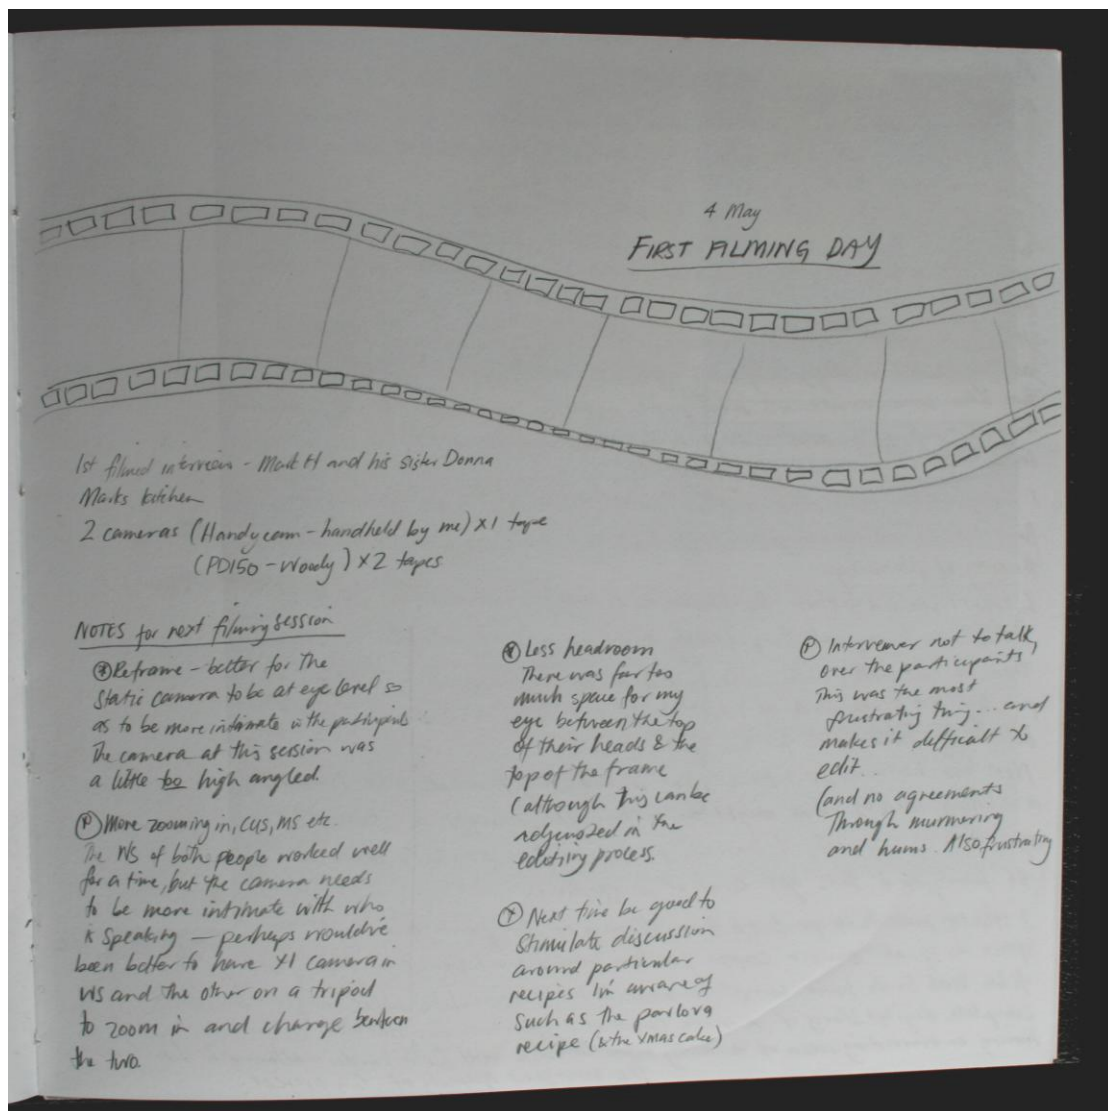 4 May
FIRST FILMING DAY
1st filmed interview - Mark H and his sister Donna
Marks kitchen
2 cameras (Handycam - handheld by me) x1 tape
(PD150 - Woody) x 2 tapes
NOTES for next filming session
Reframe - better for the
static camera to be at eye level so
as to be more intimate w the participants
The camera at this session was
a little too high angled.
More zooming in, CUS, MS etc.
The WS of both people worked well
for a time, but the camera needs
to be more intimate with who
is speaking — perhaps would've
been better to have x1 camera in
WS and the other on a tripod
to zoom in and change between
the two.
Less headroom
There was far too
much space for my
eye between the top
of their heads & the
top of the frame
(although this can be
adjusted in the
editing process.
Next time be good to
stimulate discussion
around particular
recipes I'm aware of
such as the pavlova
recipe (& the xmas cake)
Interviewer not to talk
over the participants,
This was the most
frustrating thing... and
makes it difficult to
edit..
(and no agreements
Through murmering
and hums. Also frustrating